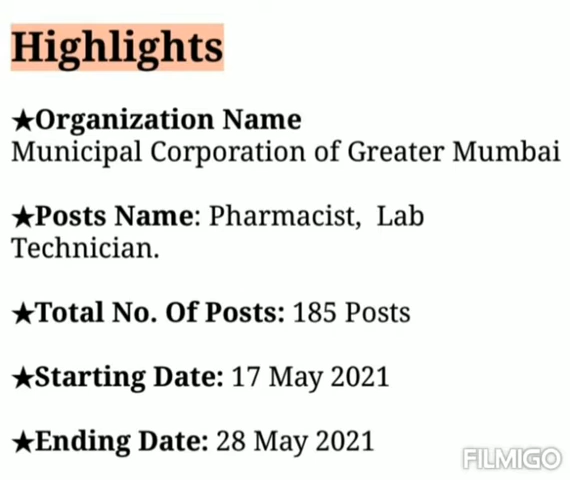 Highlights
★Organization Name
Municipal Corporation of Greater Mumbai
★Posts Name: Pharmacist, Lab
Technician.
★Total No. Of Posts: 185 Posts
★Starting Date: 17 May 2021
★Ending Date: 28 May 2021
FILMIGO